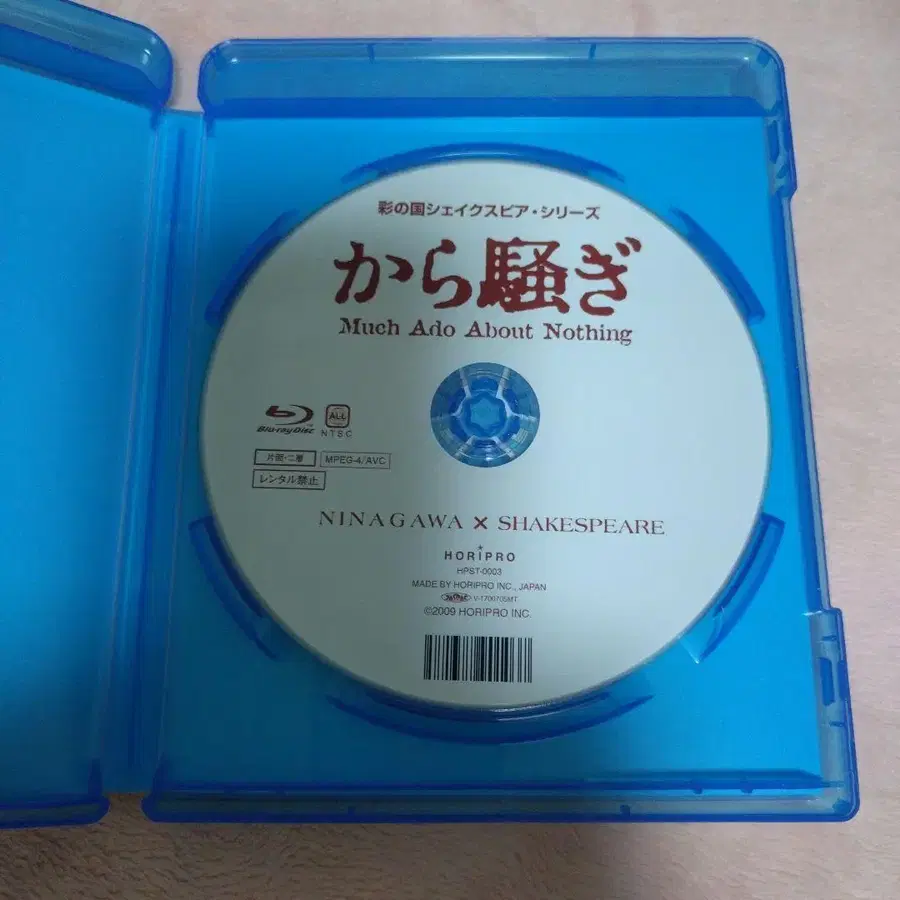 彩の国シェイクスピア・シリーズ
から騒ぎ
Much Ado About Nothing
Blu-ray Disc
ALL
NTSC
片面・二層 MPEG-4/AVC
レンタル禁止
NINAGAWA × SHAKESPEARE
HORIPRO
HPST-0003
MADE BY HORIPRO INC., JAPAN
V-1700705MT
©2009 HORIPRO INC.